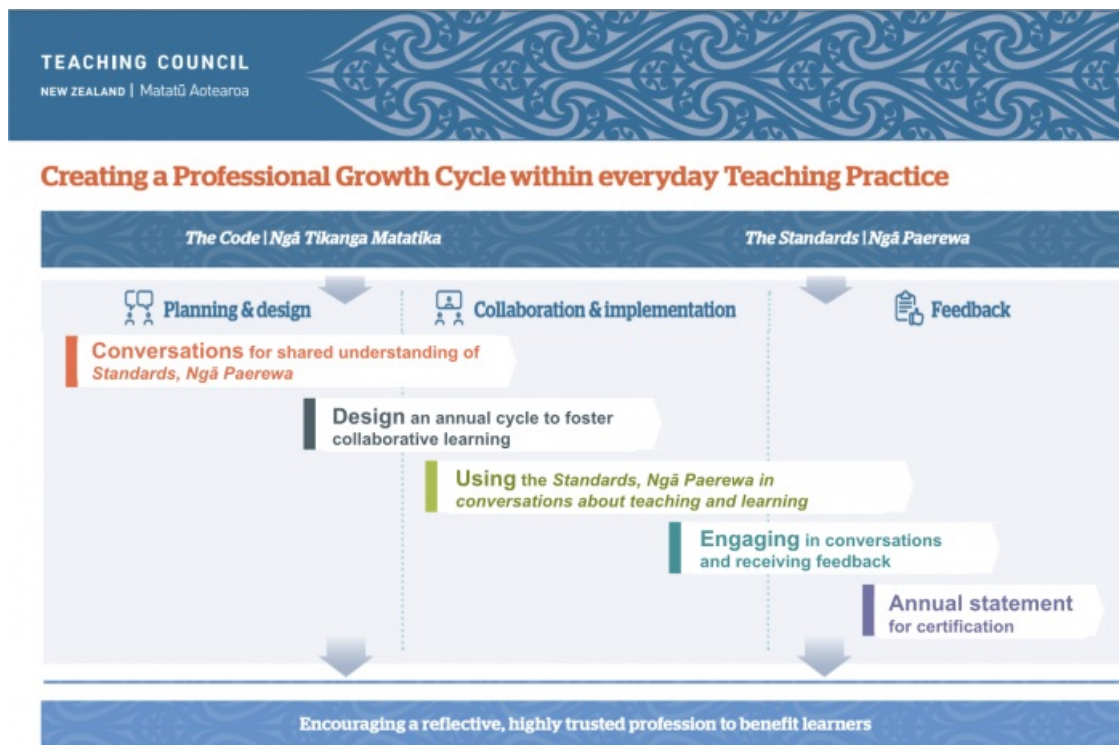 TEACHING COUNCIL
NEW ZEALAND | Matatū Aotearoa
Creating a Professional Growth Cycle within everyday Teaching Practice
The Code | Ngā Tikanga Matatika
The Standards | Ngā Paerewa
Planning & design
Collaboration & implementation
Feedback
Conversations for shared understanding of
Standards, Ngā Paerewa
Design an annual cycle to foster
collaborative learning
Using the Standards, Ngā Paerewa in
conversations about teaching and learning
Engaging in conversations
and receiving feedback
Annual statement
for certification
Encouraging a reflective, highly trusted profession to benefit learners